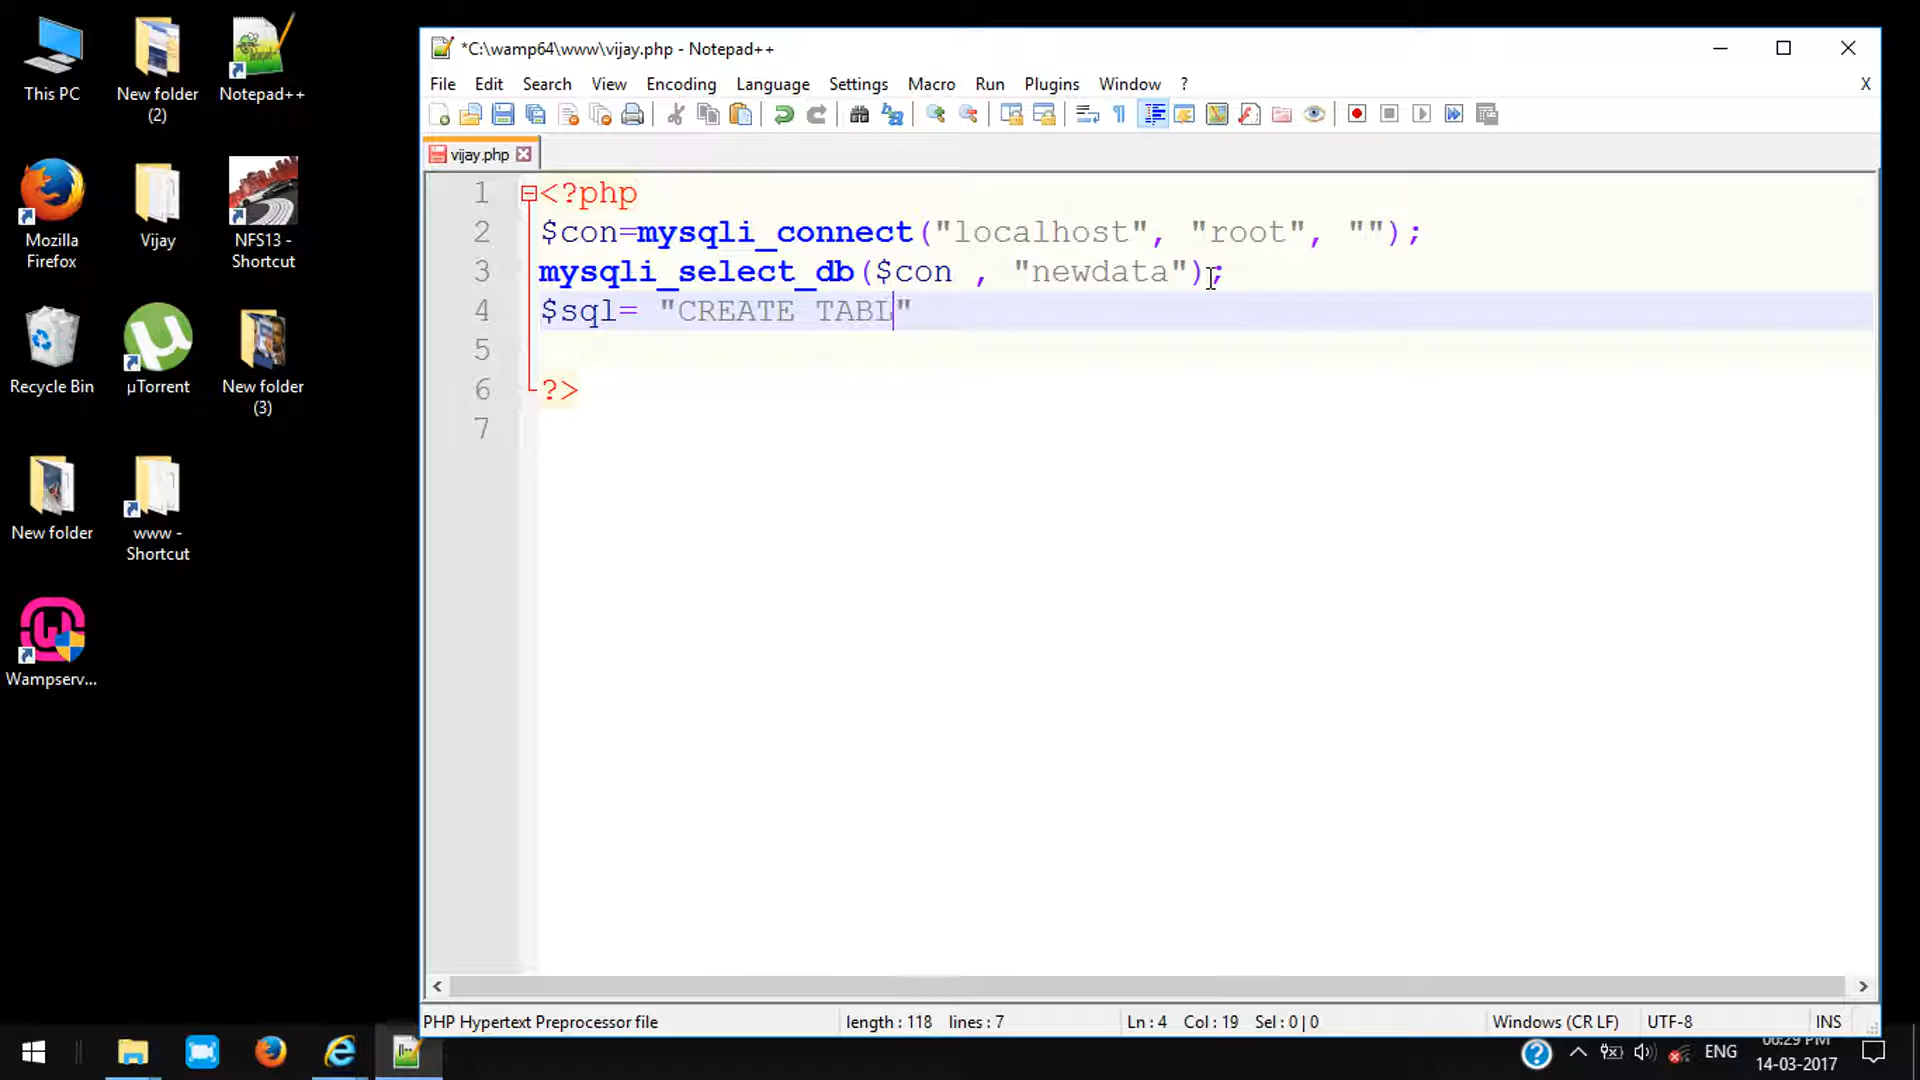 This PC
New folder (2)
Notepad++
Mozilla Firefox
Vijay
NFS13 - Shortcut
Recycle Bin
µTorrent
New folder (3)
New folder
www - Shortcut
Wampserv...
*C:\wamp64\www\vijay.php - Notepad++
File Edit Search View Encoding Language Settings Macro Run Plugins Window ? X
vijay.php
1 <?php
2 $con=mysqli_connect("localhost", "root", "");
3 mysqli_select_db($con , "newdata");
4 $sql= "CREATE TABL"
5
6 ?>
7
PHP Hypertext Preprocessor file length : 118 lines : 7 Ln : 4 Col : 19 Sel : 0 | 0 Windows (CR LF) UTF-8 INS
ENG
06:29 PM
14-03-2017